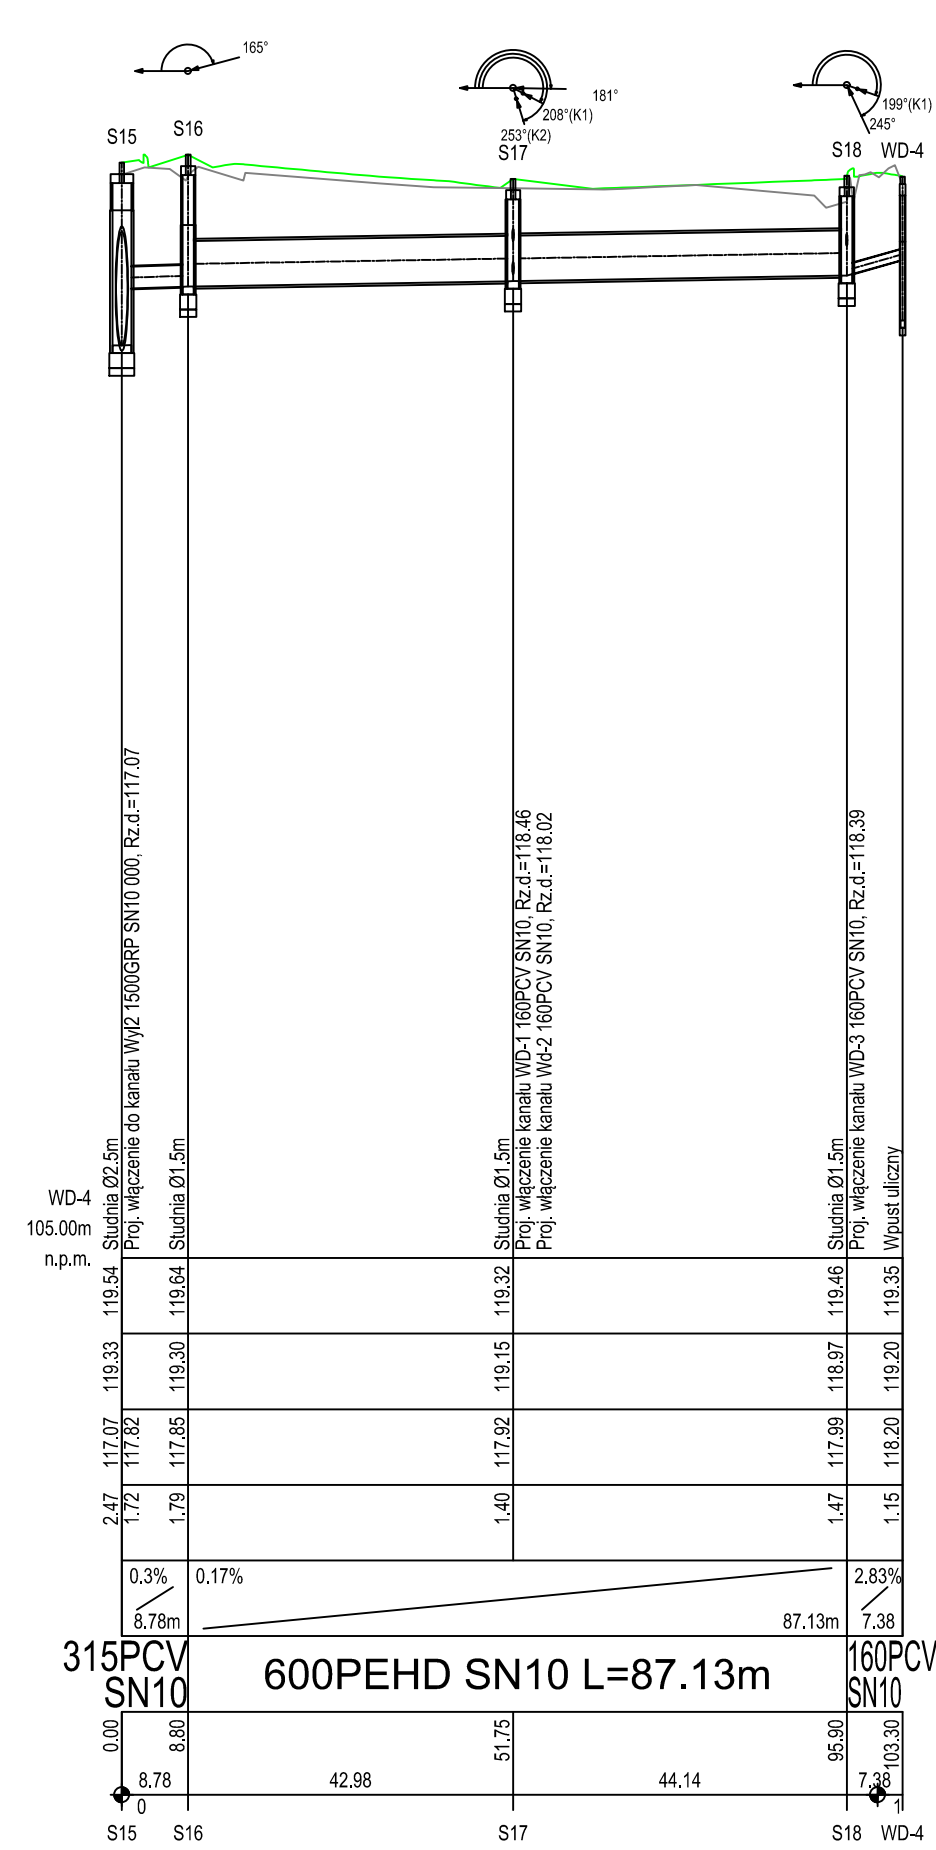 165°
181°
208°(K1)
253°(K2)
199°(K1)
245°
S15
S16
S17
S18
WD-4
Studnia Ø2.5m
Proj. włączenie do kanału Wyl2 1500GRP SN10 000, Rz.d.=117.07
Studnia Ø1.5m
Studnia Ø1.5m
Proj. włączenie kanału WD-1 160PCV SN10, Rz.d.=118.46
Proj. włączenie kanału Wd-2 160PCV SN10, Rz.d.=118.02
Studnia Ø1.5m
Proj. włączenie kanału WD-3 160PCV SN10, Rz.d.=118.39
Wpust uliczny
WD-4
105.00m
n.p.m.
119.54 119.64 119.32 119.46 119.35
119.33 119.30 119.15 118.97 119.20
117.07 117.82 117.85 117.92 117.99 118.20
2.47 1.72 1.79 1.40 1.47 1.15
0.3% 0.17% 2.83%
8.78m 87.13m 7.38
315PCV
SN10
600PEHD SN10 L=87.13m
160PCV
SN10
0.00 8.80 51.75 95.90 103.30
8.78 42.98 44.14 7.38
0 1
S15 S16 S17 S18 WD-4